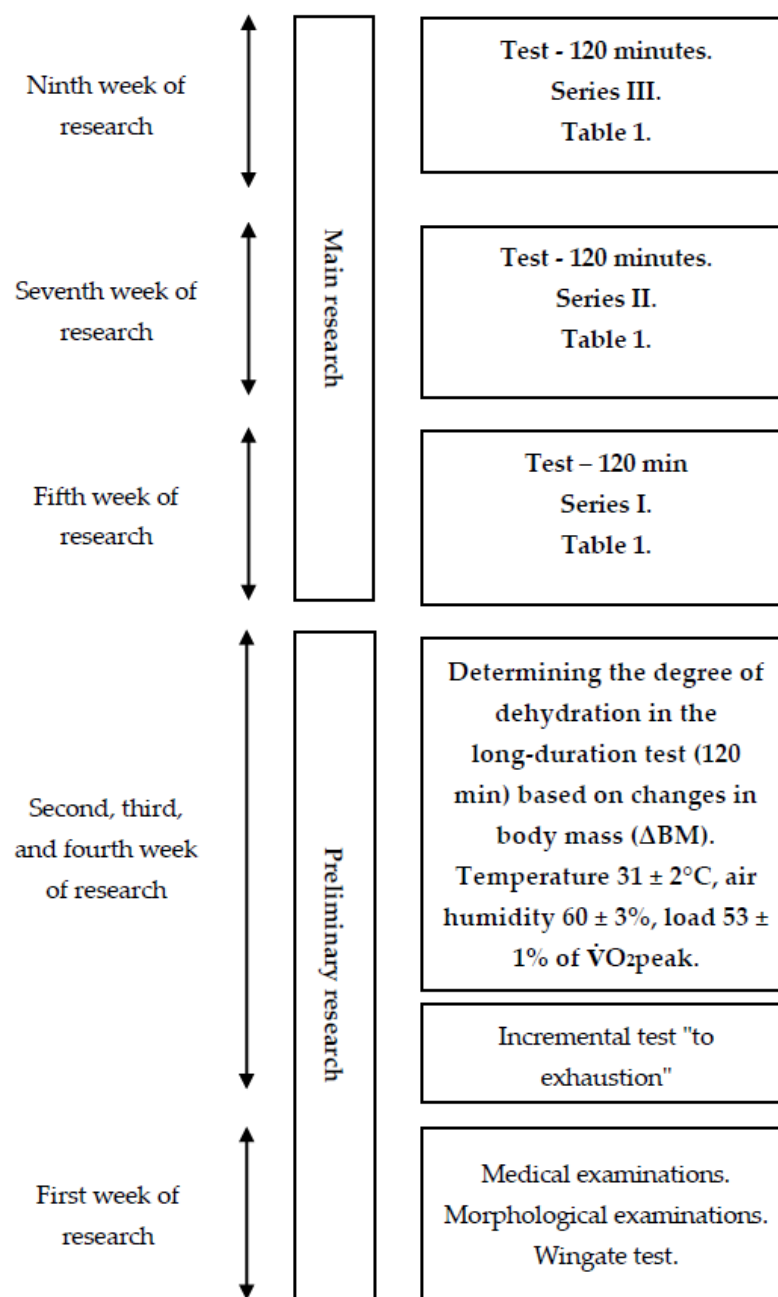 Ninth week of
research
Test - 120 minutes.
Series III.
Table 1.
Main research
Seventh week of
research
Test - 120 minutes.
Series II.
Table 1.
Fifth week of
research
Test – 120 min
Series I.
Table 1.
Second, third,
and fourth week
of research
Preliminary research
Determining the degree of
dehydration in the
long-duration test (120
min) based on changes in
body mass (ΔBM).
Temperature 31 ± 2°C, air
humidity 60 ± 3%, load 53 ±
1% of V̇O₂peak.
Incremental test "to
exhaustion"
First week of
research
Medical examinations.
Morphological examinations.
Wingate test.